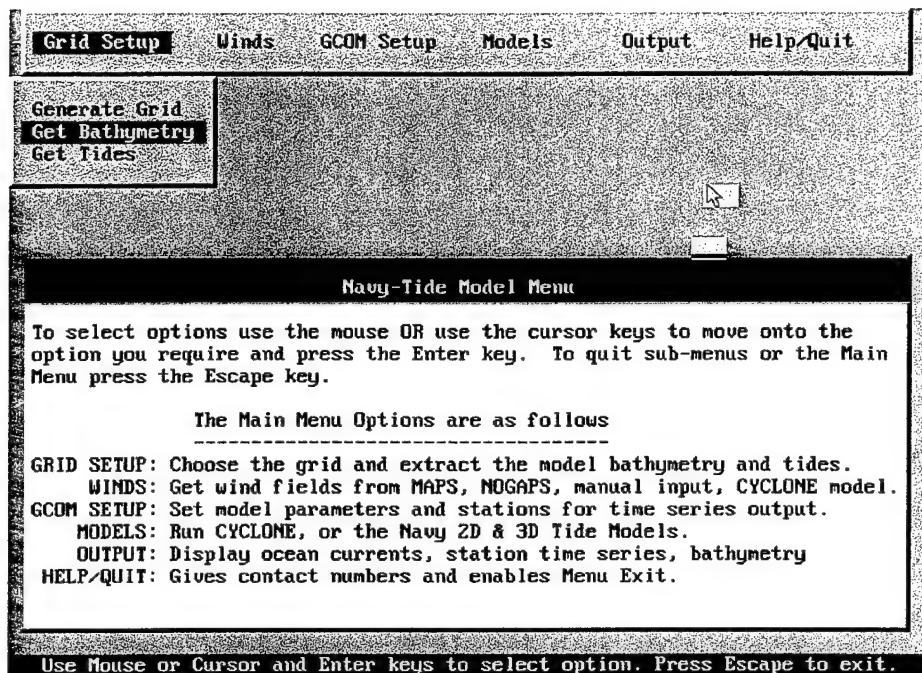 Grid Setup Winds GCOM Setup Models Output Help/Quit
Generate Grid
Get Bathymetry
Get Tides
Navy-Tide Model Menu
To select options use the mouse OR use the cursor keys to move onto the
option you require and press the Enter key. To quit sub-menus or the Main
Menu press the Escape key.
The Main Menu Options are as follows
------------------------------------
GRID SETUP: Choose the grid and extract the model bathymetry and tides.
WINDS: Get wind fields from MAPS, NOGAPS, manual input, CYCLONE model.
GCOM SETUP: Set model parameters and stations for time series output.
MODELS: Run CYCLONE, or the Navy 2D & 3D Tide Models.
OUTPUT: Display ocean currents, station time series, bathymetry
HELP/QUIT: Gives contact numbers and enables Menu Exit.
Use Mouse or Cursor and Enter keys to select option. Press Escape to exit.